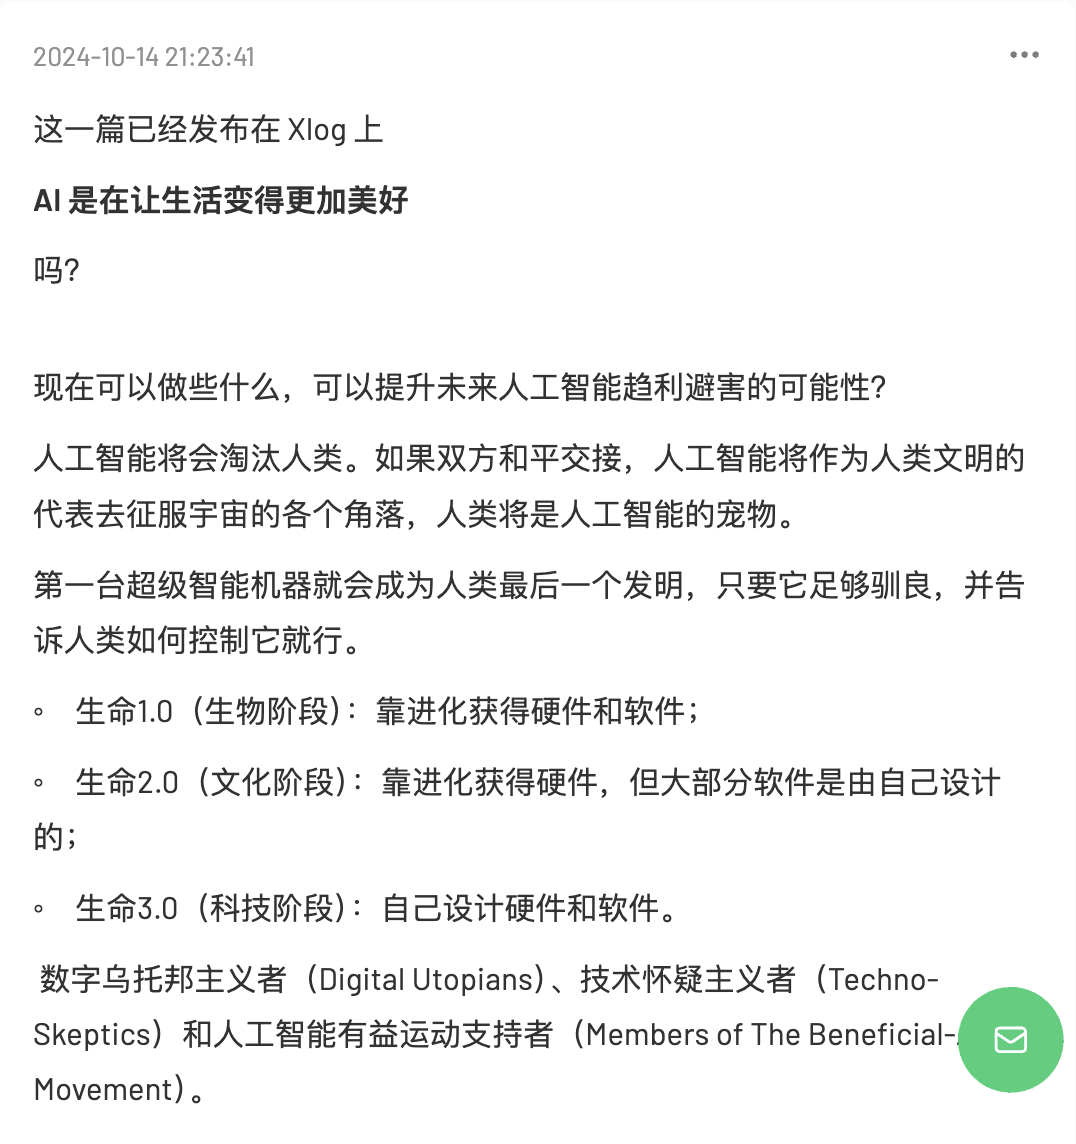 2024-10-14 21:23:41
这一篇已经发布在 Xlog 上
AI 是在让生活变得更加美好
吗？
现在可以做些什么，可以提升未来人工智能趋利避害的可能性？
人工智能将会淘汰人类。如果双方和平交接，人工智能将作为人类文明的
代表去征服宇宙的各个角落，人类将是人工智能的宠物。
第一台超级智能机器就会成为人类最后一个发明，只要它足够驯良，并告
诉人类如何控制它就行。
◦ 生命1.0（生物阶段）：靠进化获得硬件和软件；
◦ 生命2.0（文化阶段）：靠进化获得硬件，但大部分软件是由自己设计
的；
◦ 生命3.0（科技阶段）：自己设计硬件和软件。
数字乌托邦主义者（Digital Utopians）、技术怀疑主义者（Techno-
Skeptics）和人工智能有益运动支持者（Members of The Beneficial-
Movement）。